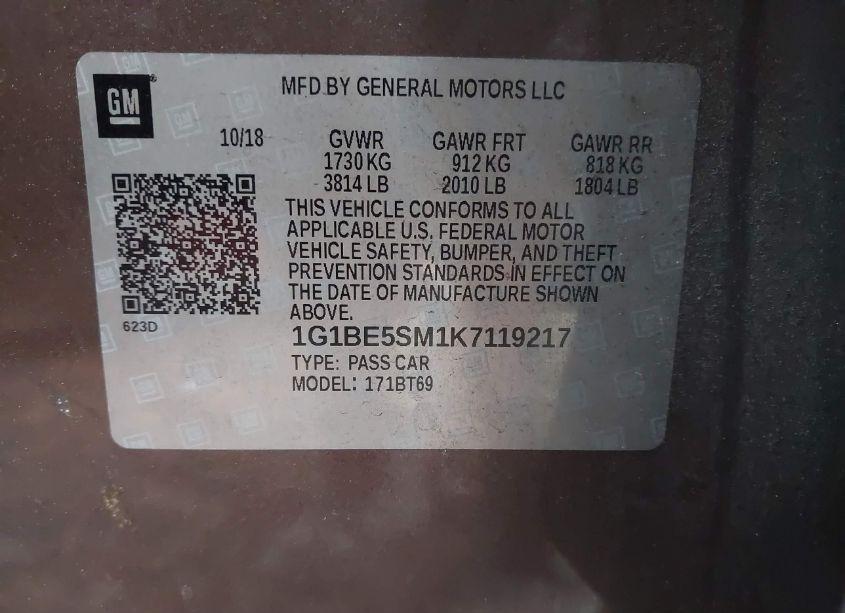 GM
MFD BY GENERAL MOTORS LLC
10/18 GVWR GAWR FRT GAWR RR
1730 KG 912 KG 818 KG
3814 LB 2010 LB 1804 LB
THIS VEHICLE CONFORMS TO ALL
APPLICABLE U.S. FEDERAL MOTOR
VEHICLE SAFETY, BUMPER, AND THEFT
PREVENTION STANDARDS IN EFFECT ON
THE DATE OF MANUFACTURE SHOWN
ABOVE.
623D
1G1BE5SM1K7119217
TYPE: PASS CAR
MODEL: 171BT69